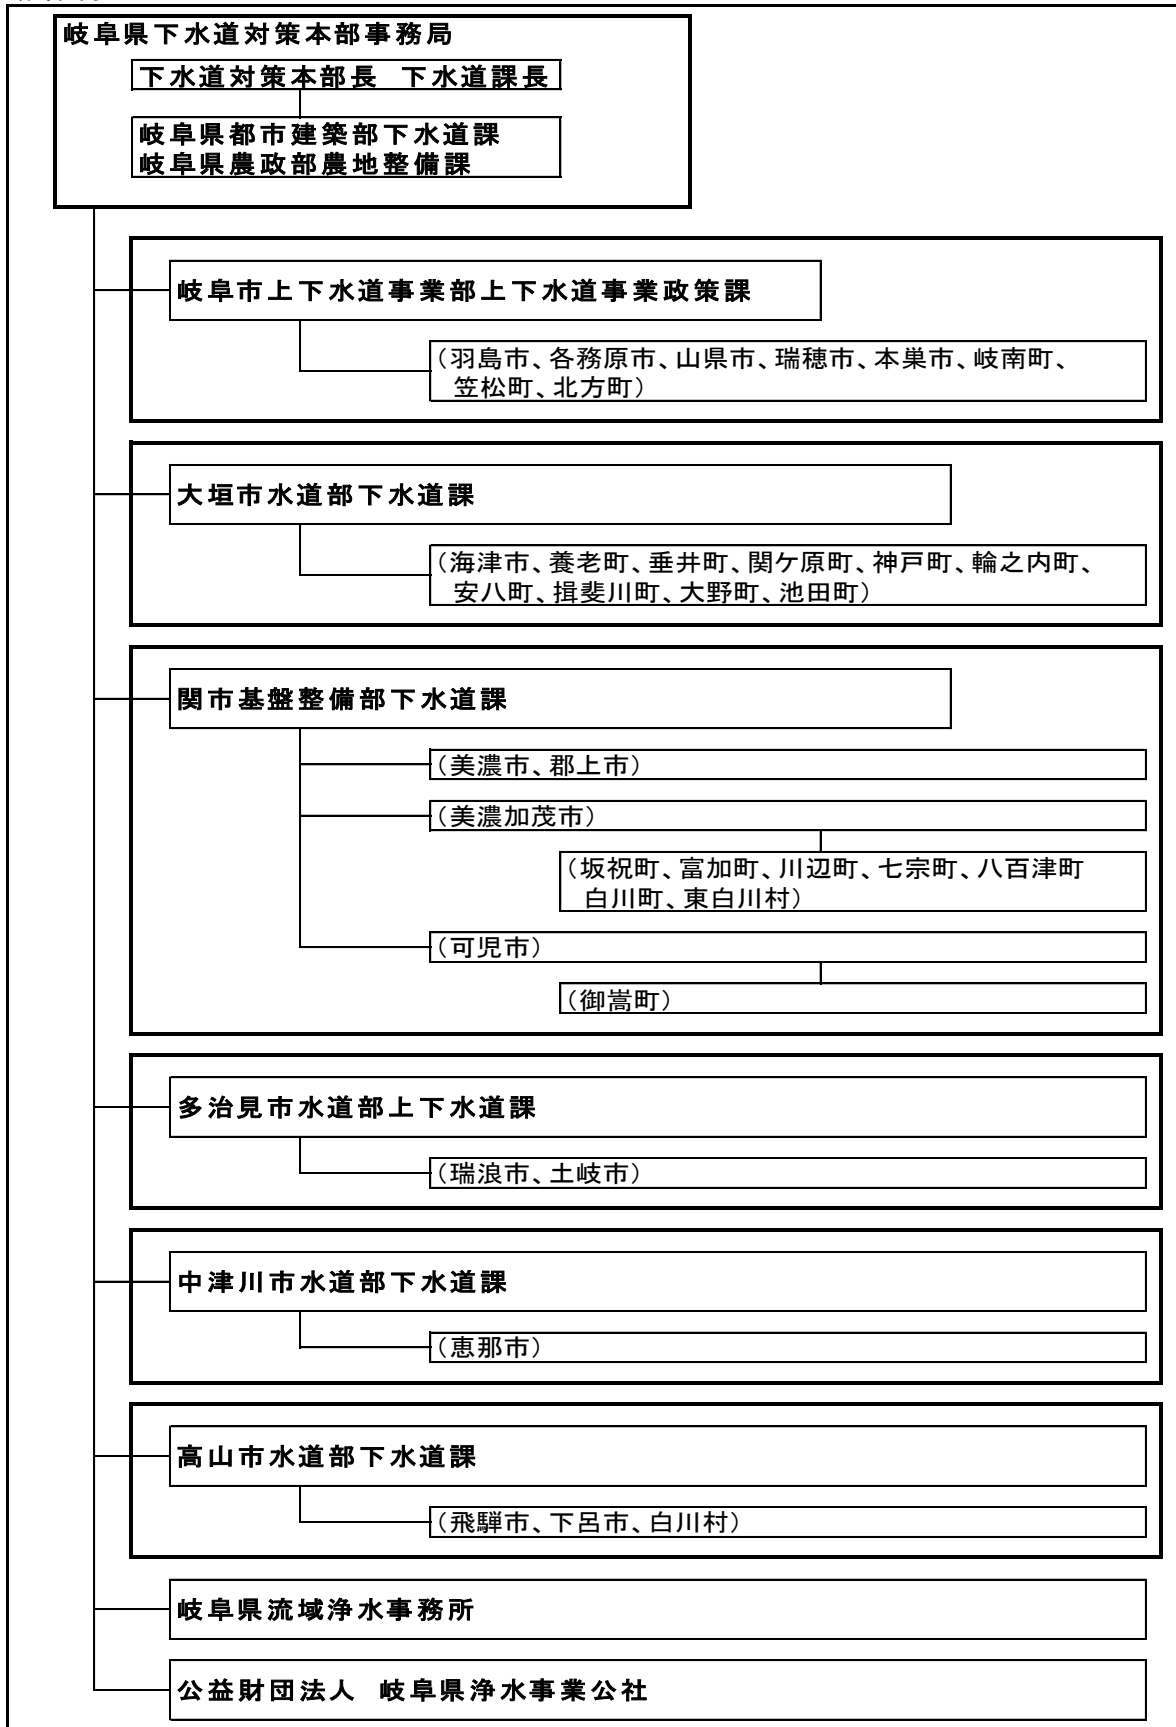 岐阜県下水道対策本部事務局
下水道対策本部長　下水道課長
岐阜県都市建築部下水道課
岐阜県農政部農地整備課
岐阜市上下水道事業部上下水道事業政策課
（羽島市、各務原市、山県市、瑞穂市、本巣市、岐南町、
笠松町、北方町）
大垣市水道部下水道課
（海津市、養老町、垂井町、関ケ原町、神戸町、輪之内町、
安八町、揖斐川町、大野町、池田町）
関市基盤整備部下水道課
（美濃市、郡上市）
（美濃加茂市）
（坂祝町、富加町、川辺町、七宗町、八百津町
白川町、東白川村）
（可児市）
（御嵩町）
多治見市水道部上下水道課
（瑞浪市、土岐市）
中津川市水道部下水道課
（恵那市）
高山市水道部下水道課
（飛騨市、下呂市、白川村）
岐阜県流域浄水事務所
公益財団法人　岐阜県浄水事業公社